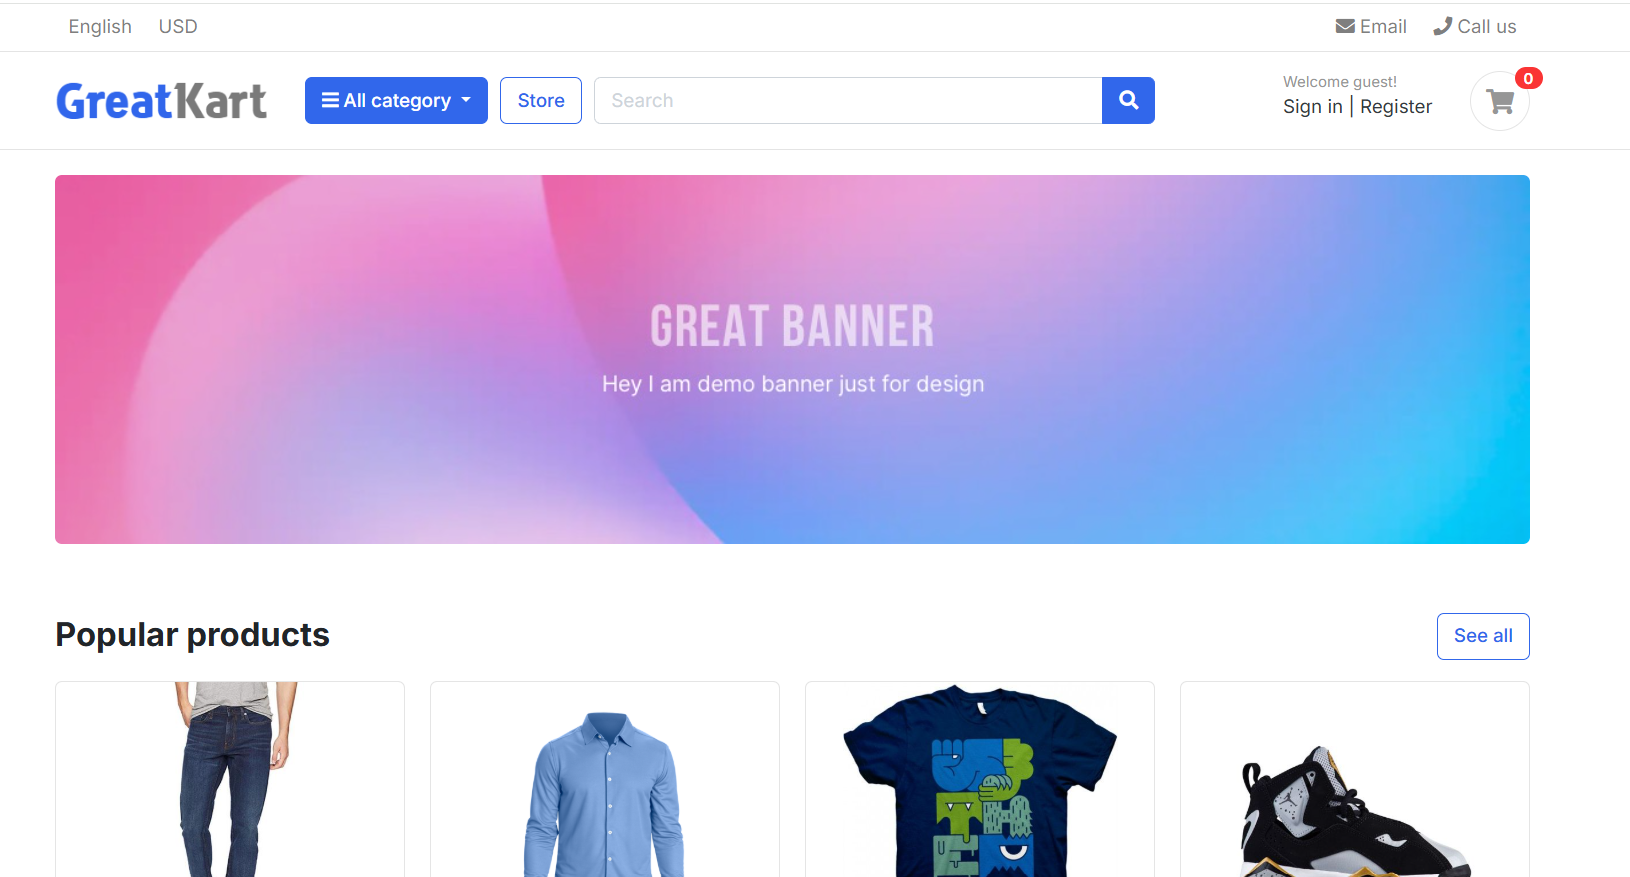 English USD Email Call us
GreatKart All category Store Search Welcome guest! 0
Sign in | Register
GREAT BANNER
Hey I am demo banner just for design
Popular products See all